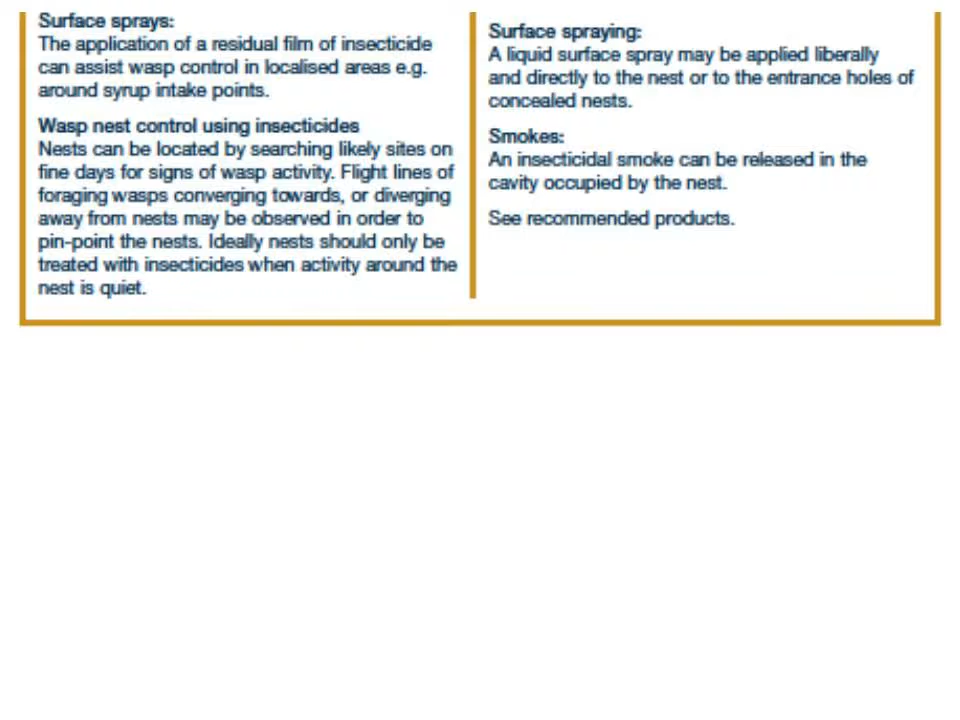 Surface sprays:
The application of a residual film of insecticide
can assist wasp control in localised areas e.g.
around syrup intake points.
Wasp nest control using insecticides
Nests can be located by searching likely sites on
fine days for signs of wasp activity. Flight lines of
foraging wasps converging towards, or diverging
away from nests may be observed in order to
pin-point the nests. Ideally nests should only be
treated with insecticides when activity around the
nest is quiet.
Surface spraying:
A liquid surface spray may be applied liberally
and directly to the nest or to the entrance holes of
concealed nests.
Smokes:
An insecticidal smoke can be released in the
cavity occupied by the nest.
See recommended products.